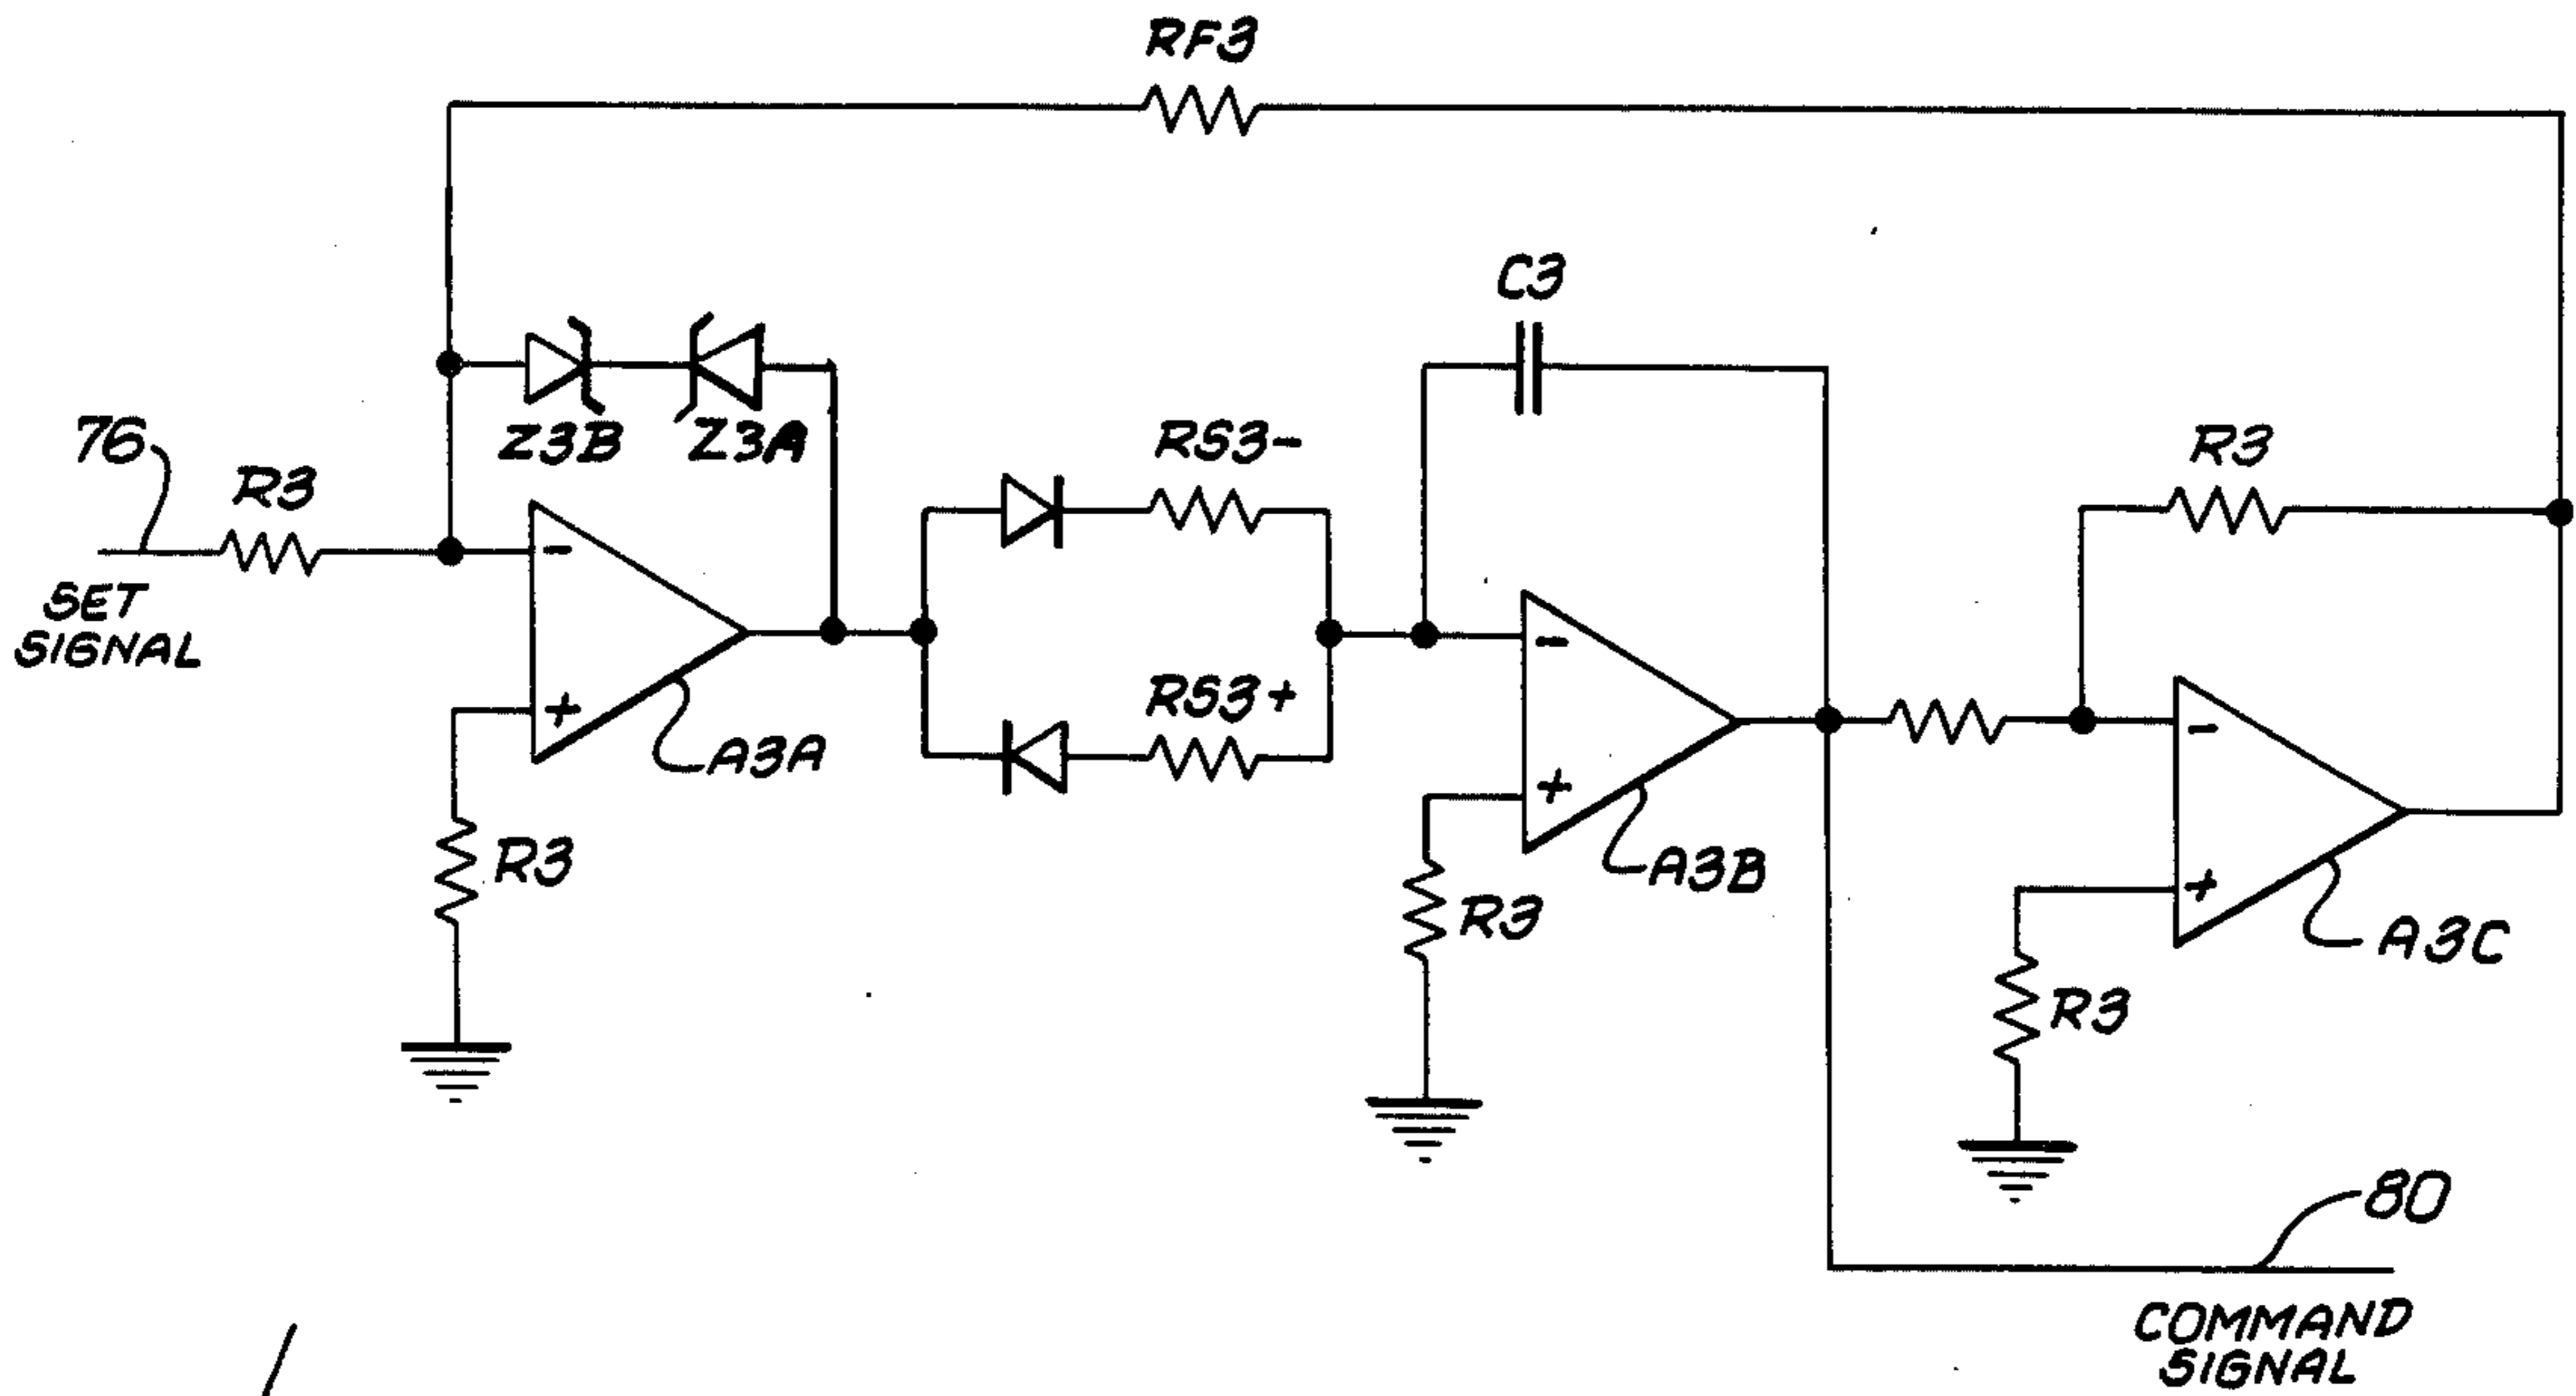 RF3
C3
Z3B
Z3A
RS3-
R3
76
R3
SET
SIGNAL
-
-
-
RS3+
+
+
+
A3A
R3
A3B
R3
A3C
R3
80
COMMAND
SIGNAL